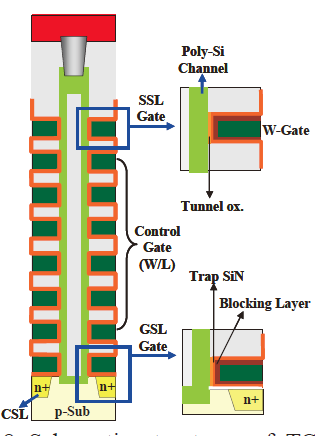 Poly-Si
Channel
SSL
Gate
W-Gate
Tunnel ox.
Control
Gate
(W/L)
Trap SiN
Blocking Layer
GSL
Gate
n+
n+
n+
CSL
p-Sub